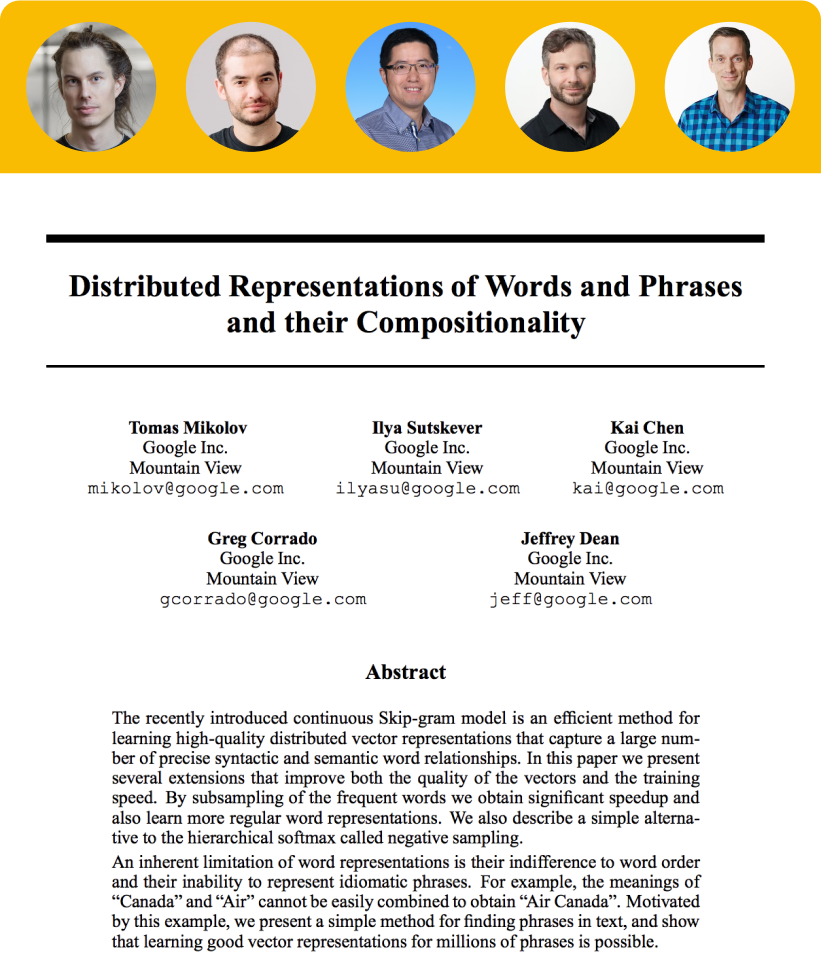 Distributed Representations of Words and Phrases
and their Compositionality
Tomas Mikolov
Google Inc.
Mountain View
mikolov@google.com
Ilya Sutskever
Google Inc.
Mountain View
ilyasu@google.com
Kai Chen
Google Inc.
Mountain View
kai@google.com
Greg Corrado
Google Inc.
Mountain View
gcorrado@google.com
Jeffrey Dean
Google Inc.
Mountain View
jeff@google.com
Abstract
The recently introduced continuous Skip-gram model is an efficient method for
learning high-quality distributed vector representations that capture a large num-
ber of precise syntactic and semantic word relationships. In this paper we present
several extensions that improve both the quality of the vectors and the training
speed. By subsampling of the frequent words we obtain significant speedup and
also learn more regular word representations. We also describe a simple alterna-
tive to the hierarchical softmax called negative sampling.
An inherent limitation of word representations is their indifference to word order
and their inability to represent idiomatic phrases. For example, the meanings of
“Canada” and “Air” cannot be easily combined to obtain “Air Canada”. Motivated
by this example, we present a simple method for finding phrases in text, and show
that learning good vector representations for millions of phrases is possible.